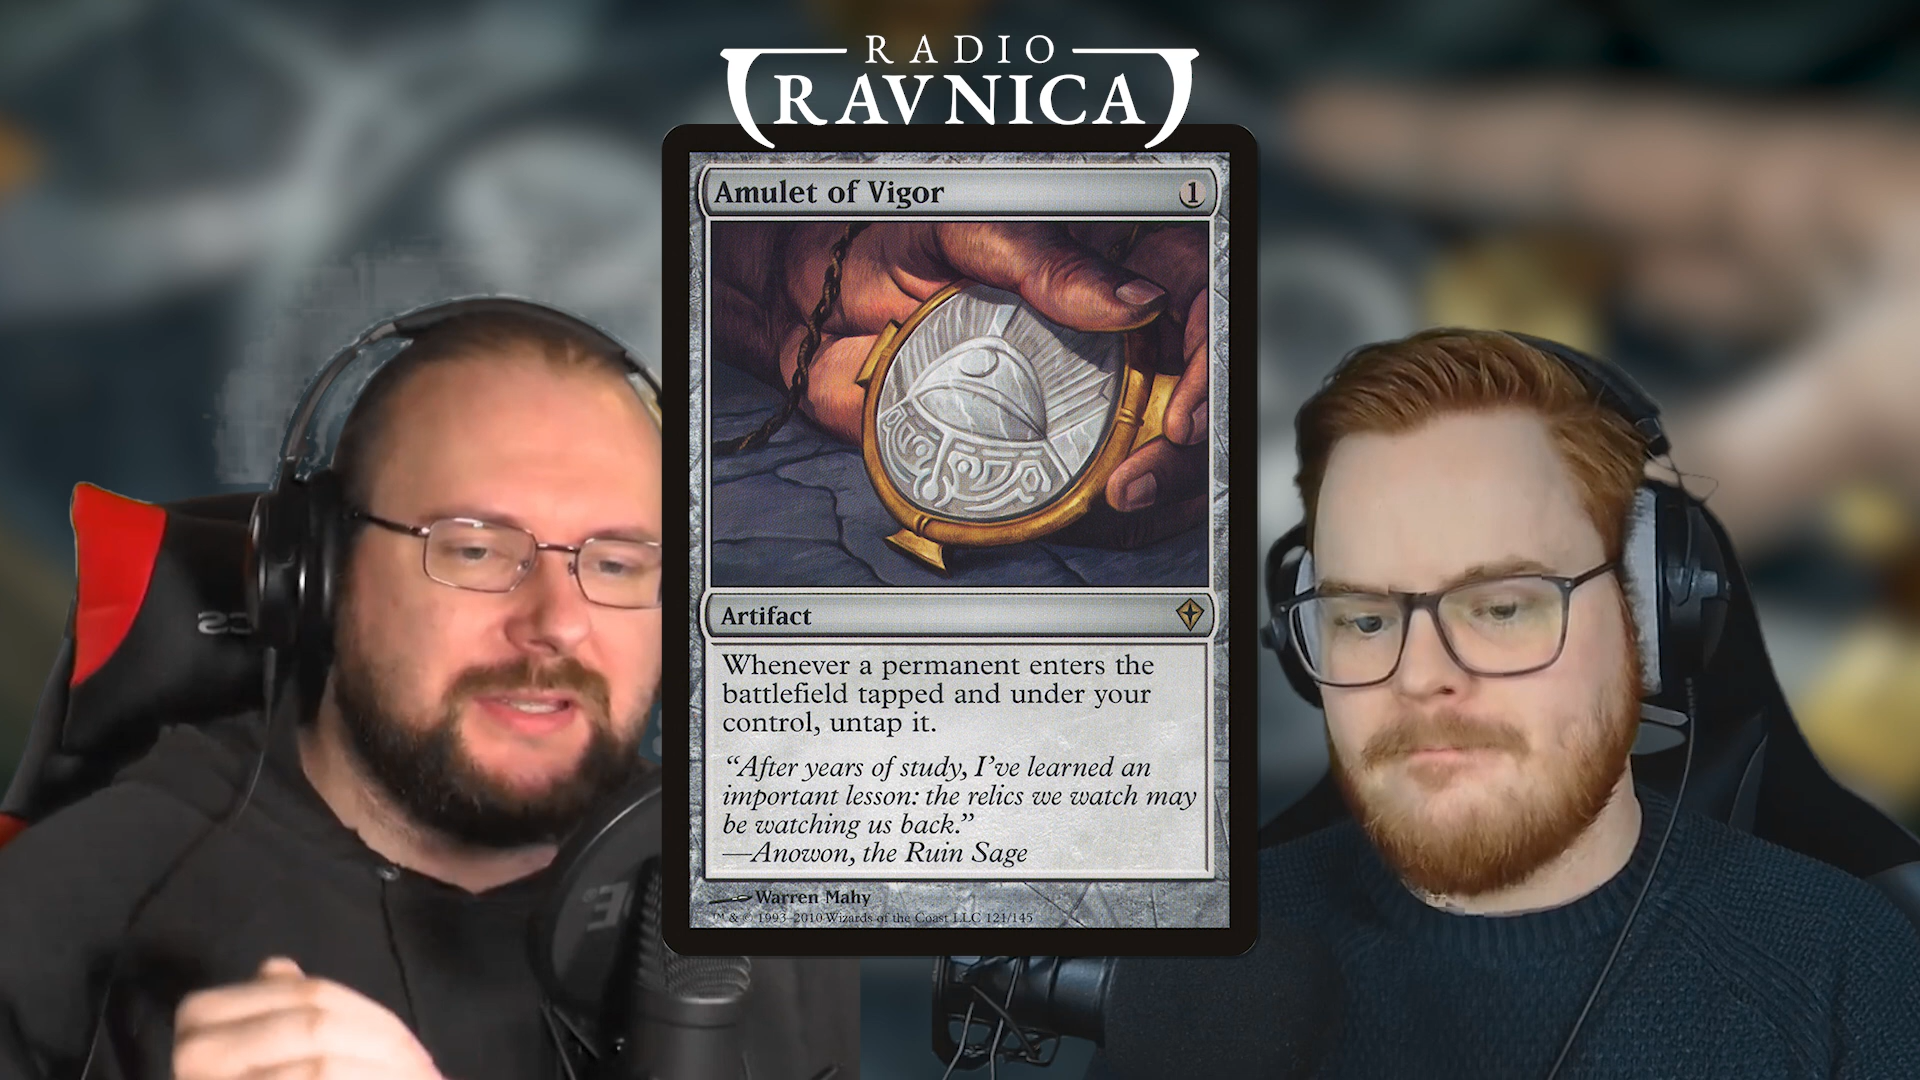 RADIO
RAVNICA
Amulet of Vigor
1
Artifact
Whenever a permanent enters the
battlefield tapped and under your
control, untap it.
“After years of study, I’ve learned an
important lesson: the relics we watch may
be watching us back.”
—Anowon, the Ruin Sage
Warren Mahy
™ & © 1993–2010 Wizards of the Coast LLC 121/145